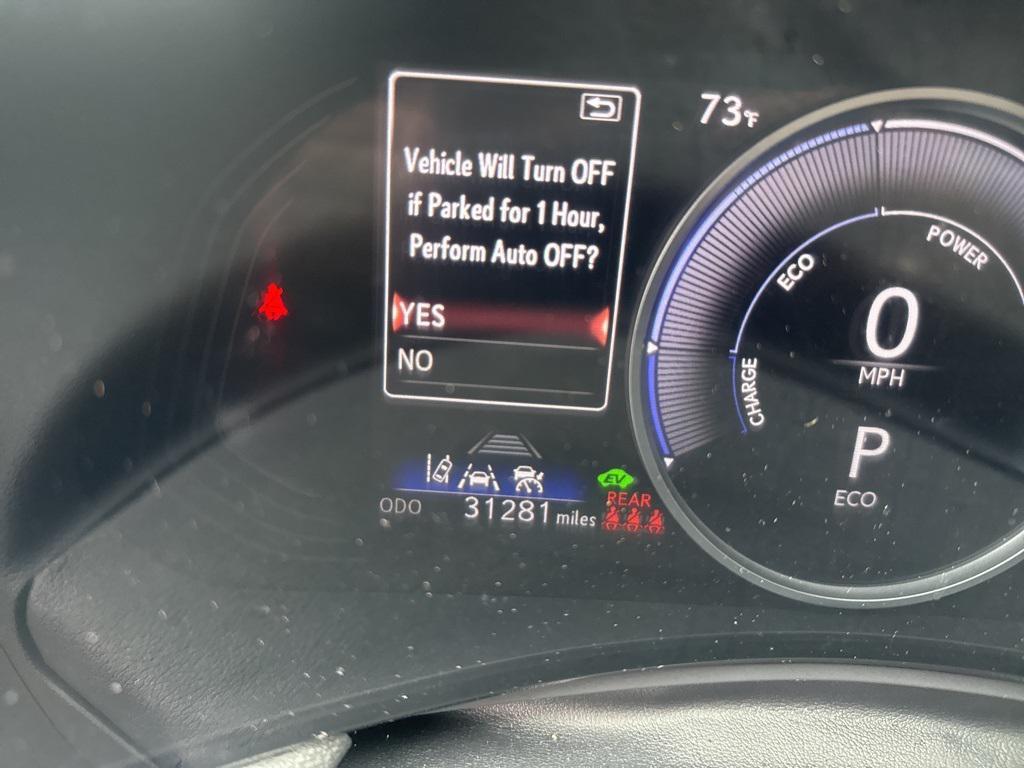 Vehicle Will Turn OFF
if Parked for 1 Hour,
Perform Auto OFF?
YES
NO
73°F
POWER
ECO
CHARGE
0
MPH
P
ECO
EV
REAR
ODO 31281 miles